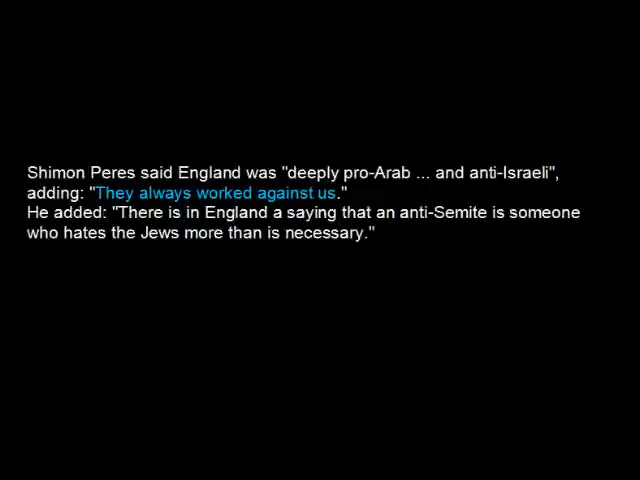 Shimon Peres said England was "deeply pro-Arab ... and anti-Israeli",
adding: "They always worked against us."
He added: "There is in England a saying that an anti-Semite is someone
who hates the Jews more than is necessary."